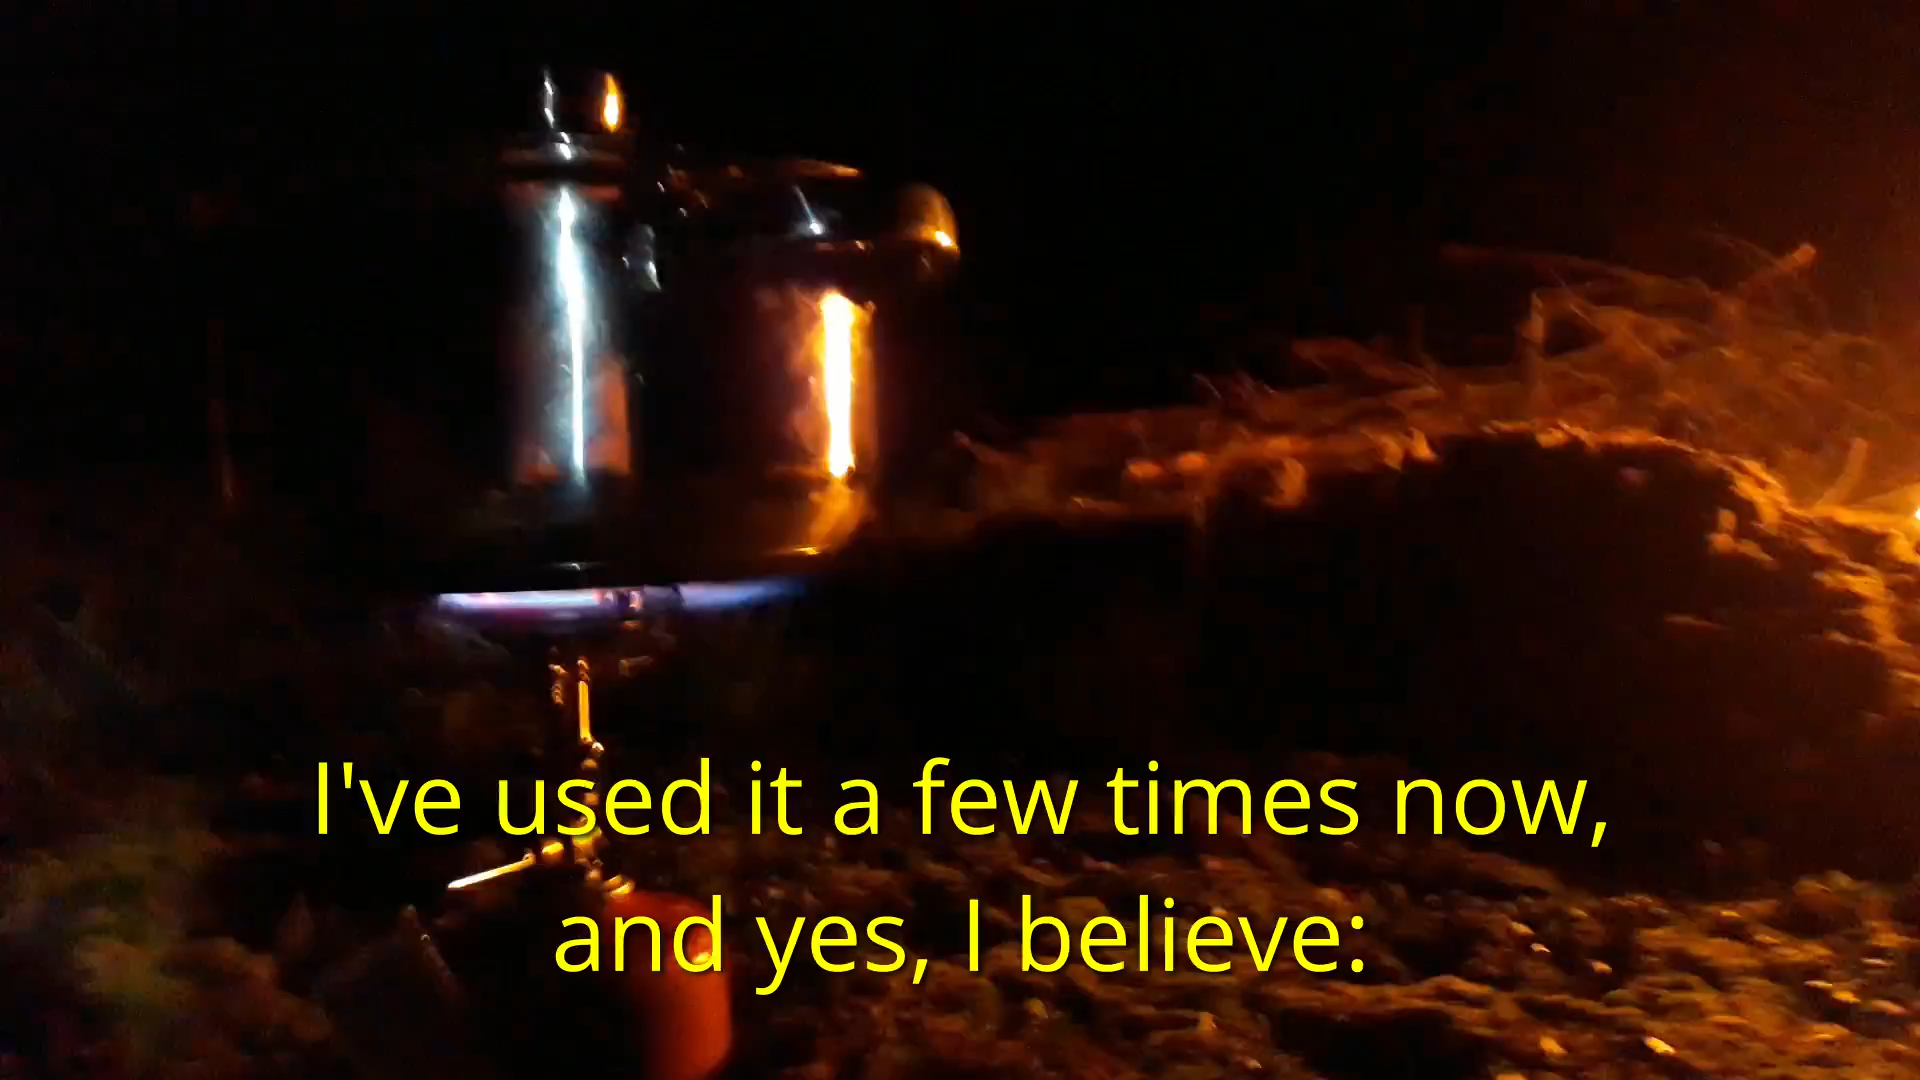 I've used it a few times now,
and yes, I believe: